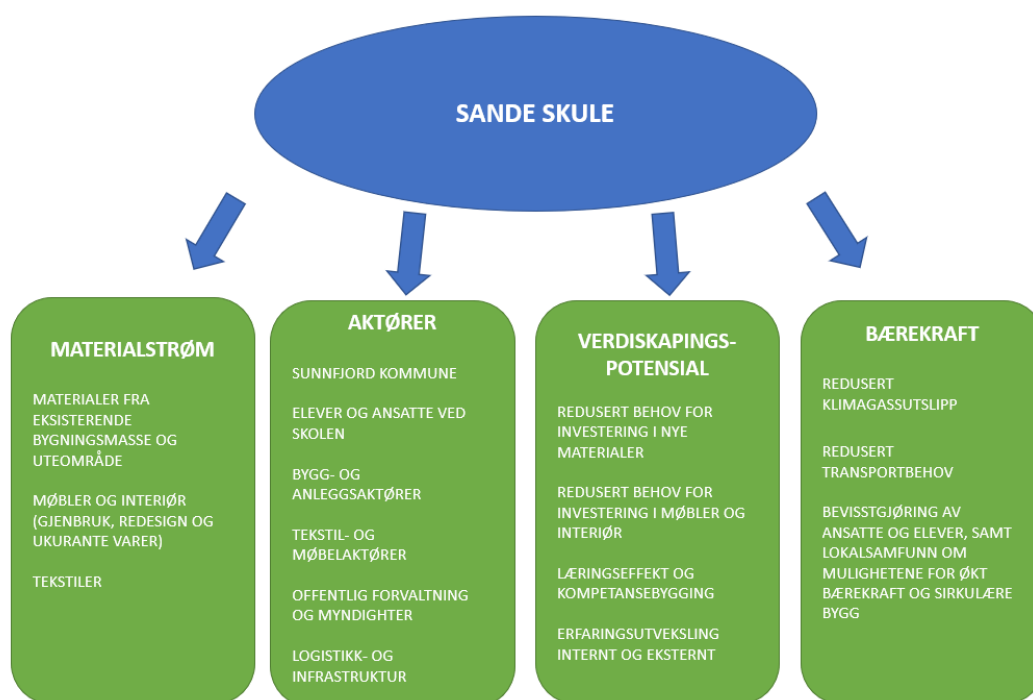 SANDE SKULE
MATERIALSTRØM
MATERIALER FRA
EKSISTERENDE
BYGNINGSMASSE OG
UTEOMRÅDE
MØBLER OG INTERIØR
(GJENBRUK, REDESIGN OG
UKURANTE VARER)
TEKSTILER
AKTØRER
SUNNFJORD KOMMUNE
ELEVER OG ANSATTE VED
SKOLEN
BYGG- OG
ANLEGGSAKTØRER
TEKSTIL- OG
MØBELAKTØRER
OFFENTLIG FORVALTNING
OG MYNDIGHTER
LOGISTIKK- OG
INFRASTRUKTUR
VERDISKAPINGS-
POTENSIAL
REDUSERT BEHOV FOR
INVESTERING I NYE
MATERIALER
REDUSERT BEHOV FOR
INVESTERING I MØBLER OG
INTERIØR
LÆRINGSEFFEKT OG
KOMPETANSEBYGGING
ERFARINGSUTVEKSLING
INTERNT OG EKSTERNT
BÆREKRAFT
REDUSERT
KLIMAGASSUTSLIPP
REDUSERT
TRANSPORTBEHOV
BEVISSTGJØRING AV
ANSATTE OG ELEVER, SAMT
LOKALSAMFUNN OM
MULIGHETENE FOR ØKT
BÆREKRAFT OG SIRKULÆRE
BYGG